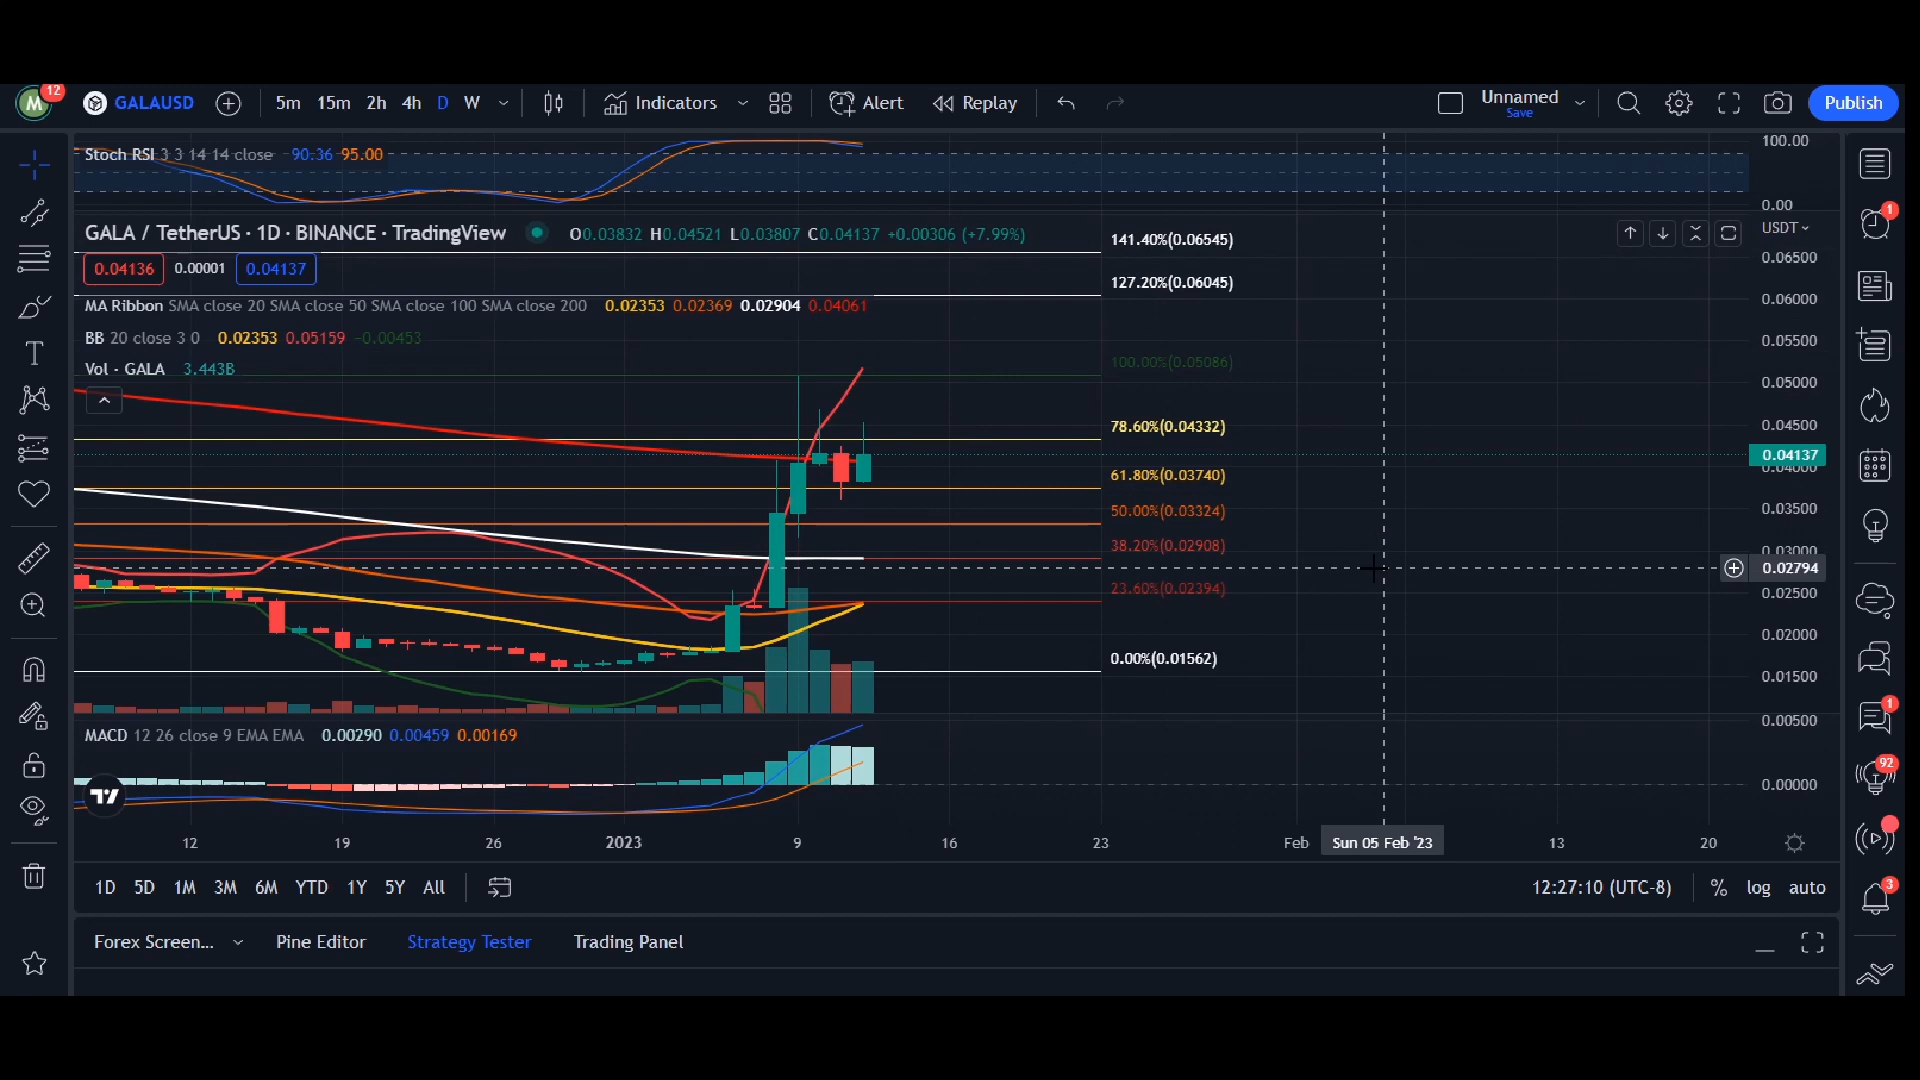 M 12 GALAUSD 5m 15m 2h 4h D W Indicators Alert Replay Unnamed Save Publish
Stoch RSI 3 3 14 14 close 90.36 95.00
100.00
0.00
GALA / TetherUS · 1D · BINANCE · TradingView O0.03832 H0.04521 L0.03807 C0.04137 +0.00306 (+7.99%)
USDT
0.04136 0.00001 0.04137
MA Ribbon SMA close 20 SMA close 50 SMA close 100 SMA close 200 0.02353 0.02369 0.02904 0.04061
BB 20 close 3 0 0.02353 0.05159 −0.00453
Vol · GALA 3.443B
141.40%(0.06545)
127.20%(0.06045)
100.00%(0.05086)
78.60%(0.04332)
61.80%(0.03740)
50.00%(0.03324)
38.20%(0.02908)
23.60%(0.02394)
0.00%(0.01562)
0.06500
0.06000
0.05500
0.05000
0.04500
0.04137
0.04000
0.03500
0.03000
0.02794
0.02500
0.02000
0.01500
MACD 12 26 close 9 EMA EMA 0.00290 0.00459 0.00169
0.00500
0.00000
12 19 26 2023 9 16 23 Feb Sun 05 Feb '23 13 20
1D 5D 1M 3M 6M YTD 1Y 5Y All 12:27:10 (UTC-8) % log auto
Forex Screen... Pine Editor Strategy Tester Trading Panel
1
1
92
3